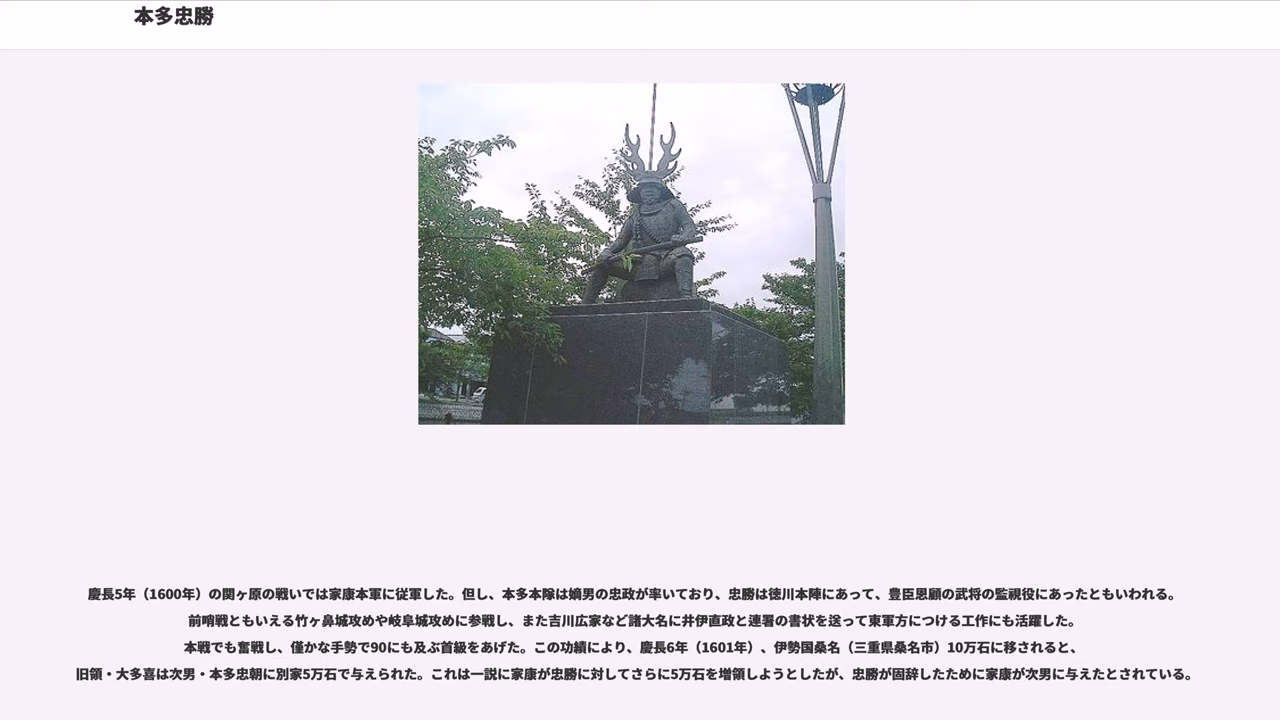 本多忠勝
慶長5年（1600年）の関ヶ原の戦いでは家康本軍に従軍した。但し、本多本隊は嫡男の忠政が率いており、忠勝は徳川本陣にあって、豊臣恩顧の武将の監視役にあったともいわれる。
前哨戦ともいえる竹ヶ鼻城攻めや岐阜城攻めに参戦し、また吉川広家など諸大名に井伊直政と連署の書状を送って東軍方につける工作にも活躍した。
本戦でも奮戦し、僅かな手勢で90にも及ぶ首級をあげた。この功績により、慶長6年（1601年）、伊勢国桑名（三重県桑名市）10万石に移されると、
旧領・大多喜は次男・本多忠朝に別家5万石で与えられた。これは一説に家康が忠勝に対してさらに5万石を増領しようとしたが、忠勝が固辞したために家康が次男に与えたとされている。